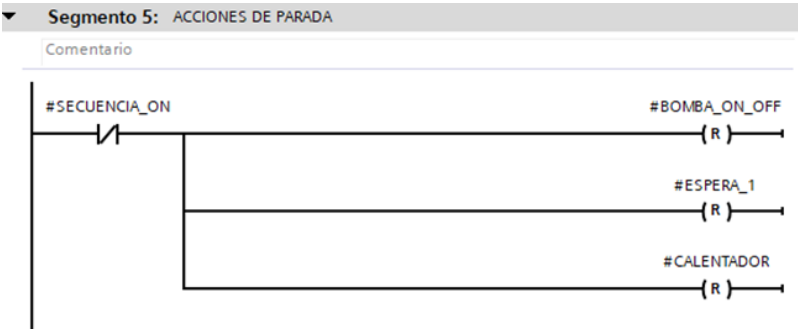 Segmento 5: ACCIONES DE PARADA
Comentario
#SECUENCIA_ON
#BOMBA_ON_OFF
R
#ESPERA_1
R
#CALENTADOR
R